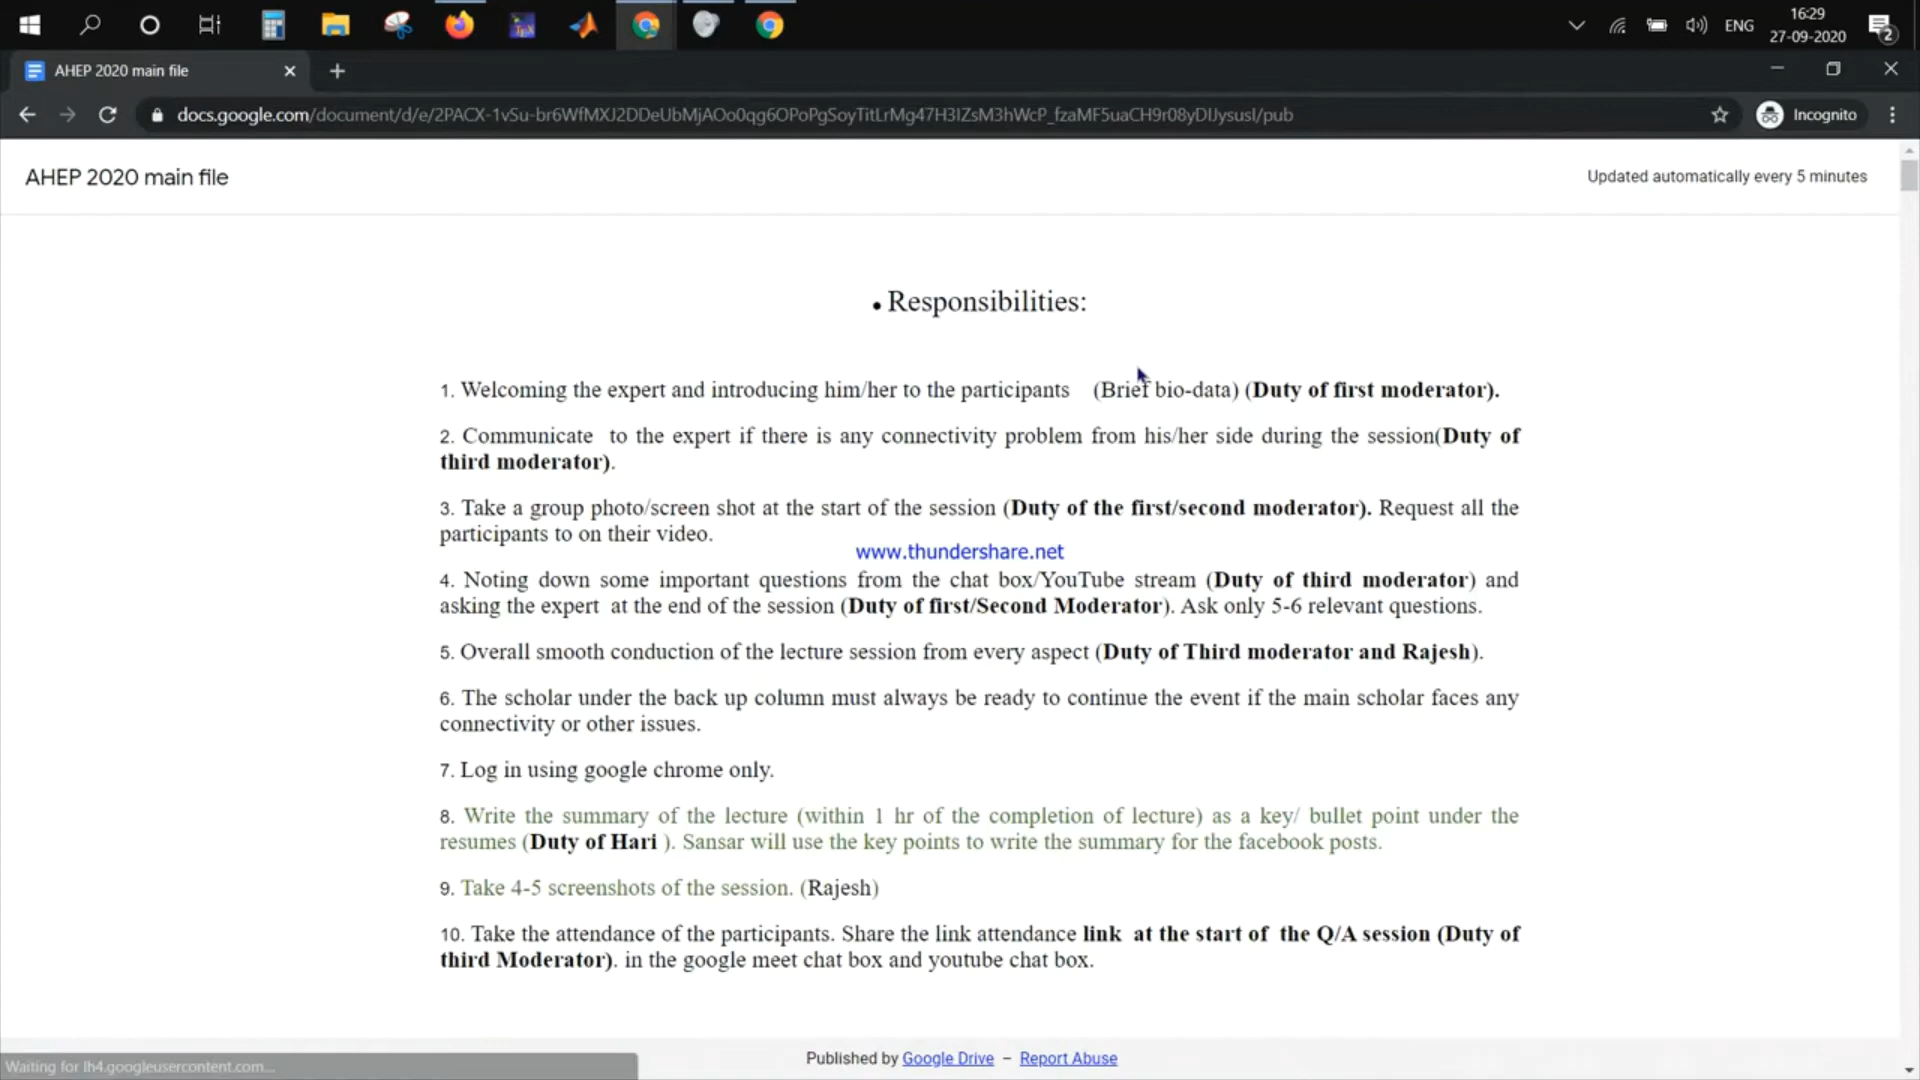 ENG
16:29
27-09-2020
2
AHEP 2020 main file
Incognito
AHEP 2020 main file
Updated automatically every 5 minutes
• Responsibilities:
1. Welcoming the expert and introducing him/her to the participants (Brief bio-data) (Duty of first moderator).
2. Communicate to the expert if there is any connectivity problem from his/her side during the session(Duty of
third moderator).
3. Take a group photo/screen shot at the start of the session (Duty of the first/second moderator). Request all the
participants to on their video.
www.thundershare.net
4. Noting down some important questions from the chat box/YouTube stream (Duty of third moderator) and
asking the expert at the end of the session (Duty of first/Second Moderator). Ask only 5-6 relevant questions.
5. Overall smooth conduction of the lecture session from every aspect (Duty of Third moderator and Rajesh).
6. The scholar under the back up column must always be ready to continue the event if the main scholar faces any
connectivity or other issues.
7. Log in using google chrome only.
8. Write the summary of the lecture (within 1 hr of the completion of lecture) as a key/ bullet point under the
resumes (Duty of Hari ). Sansar will use the key points to write the summary for the facebook posts.
9. Take 4-5 screenshots of the session. (Rajesh)
10. Take the attendance of the participants. Share the link attendance link at the start of the Q/A session (Duty of
third Moderator). in the google meet chat box and youtube chat box.
Published by Google Drive – Report Abuse
Waiting for lh4.googleusercontent.com...